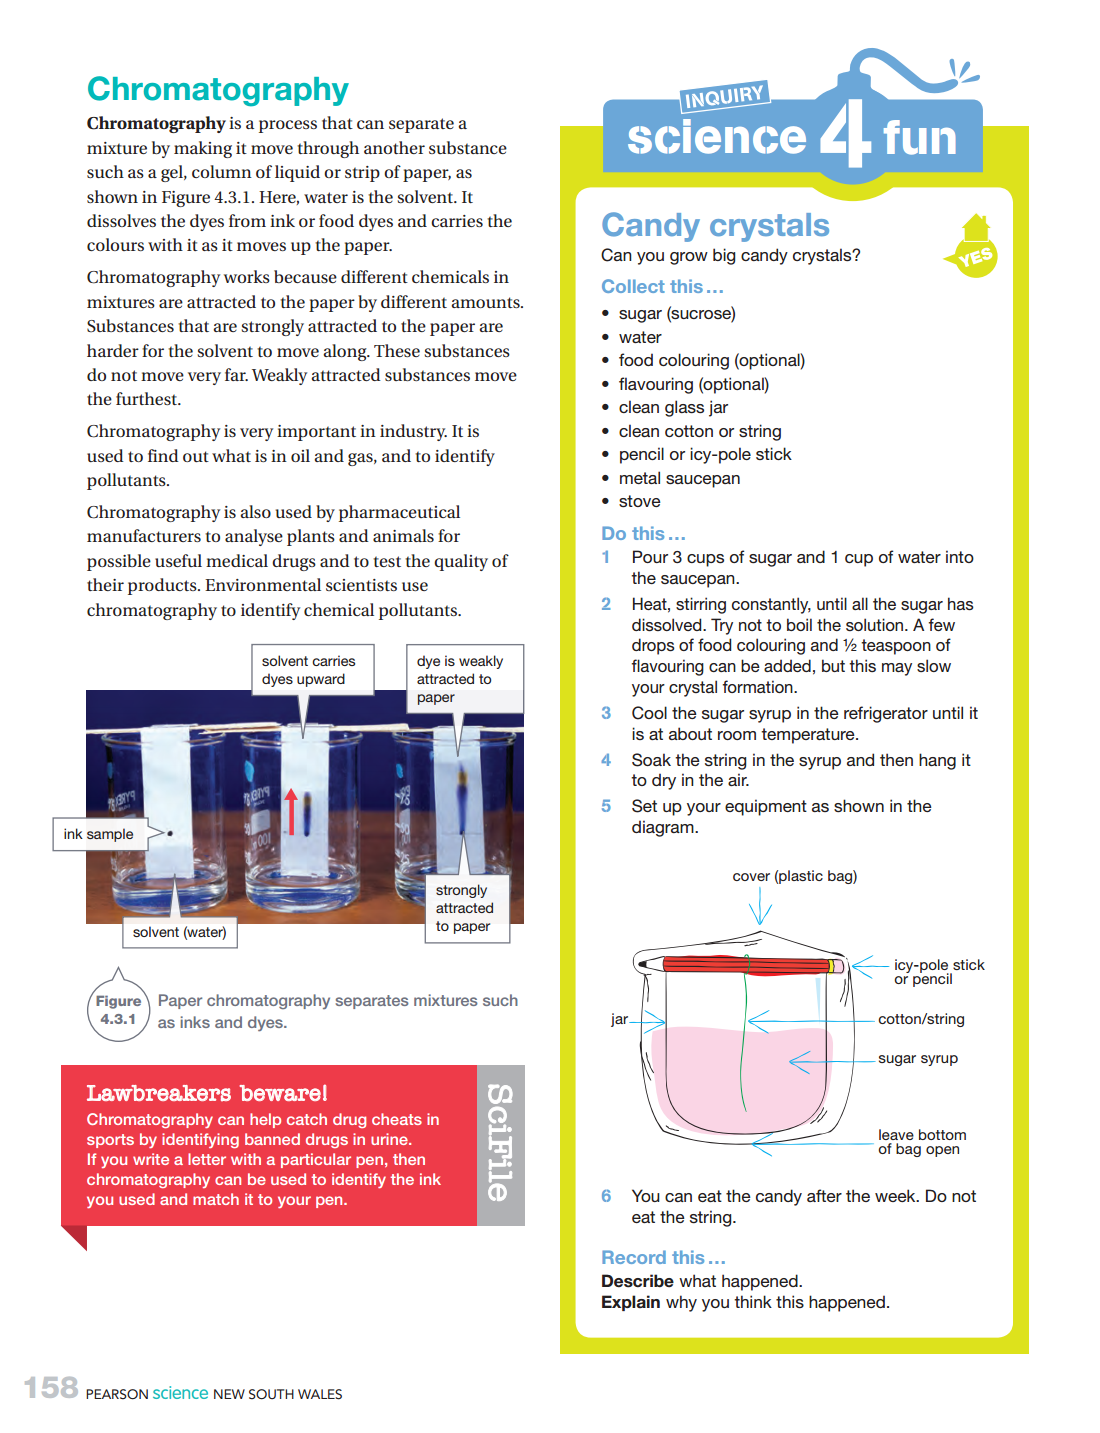 Chromatography
Chromatography is a process that can separate a
mixture by making it move through another substance
such as a gel, column of liquid or strip of paper, as
shown in Figure 4.3.1. Here, water is the solvent. It
dissolves the dyes from ink or food dyes and carries the
colours with it as it moves up the paper.
Chromatography works because different chemicals in
mixtures are attracted to the paper by different amounts.
Substances that are strongly attracted to the paper are
harder for the solvent to move along. These substances
do not move very far. Weakly attracted substances move
the furthest.
Chromatography is very important in industry. It is
used to find out what is in oil and gas, and to identify
pollutants.
Chromatography is also used by pharmaceutical
manufacturers to analyse plants and animals for
possible useful medical drugs and to test the quality of
their products. Environmental scientists use
chromatography to identify chemical pollutants.
solvent carries
dyes upward
dye is weakly
attracted to
paper
ink sample
solvent (water)
strongly
attracted
to paper
Figure
4.3.1
Paper chromatography separates mixtures such
as inks and dyes.
Lawbreakers beware!
Chromatography can help catch drug cheats in
sports by identifying banned drugs in urine.
If you write a letter with a particular pen, then
chromatography can be used to identify the ink
you used and match it to your pen.
SciFile
INQUIRY
science 4 fun
Candy crystals
YES
Can you grow big candy crystals?
Collect this...
• sugar (sucrose)
• water
• food colouring (optional)
• flavouring (optional)
• clean glass jar
• clean cotton or string
• pencil or icy-pole stick
• metal saucepan
• stove
Do this...
1 Pour 3 cups of sugar and 1 cup of water into
the saucepan.
2 Heat, stirring constantly, until all the sugar has
dissolved. Try not to boil the solution. A few
drops of food colouring and ½ teaspoon of
flavouring can be added, but this may slow
your crystal formation.
3 Cool the sugar syrup in the refrigerator until it
is at about room temperature.
4 Soak the string in the syrup and then hang it
to dry in the air.
5 Set up your equipment as shown in the
diagram.
cover (plastic bag)
icy-pole stick
or pencil
jar
cotton/string
sugar syrup
leave bottom
of bag open
6 You can eat the candy after the week. Do not
eat the string.
Record this...
Describe what happened.
Explain why you think this happened.
158 PEARSON science NEW SOUTH WALES